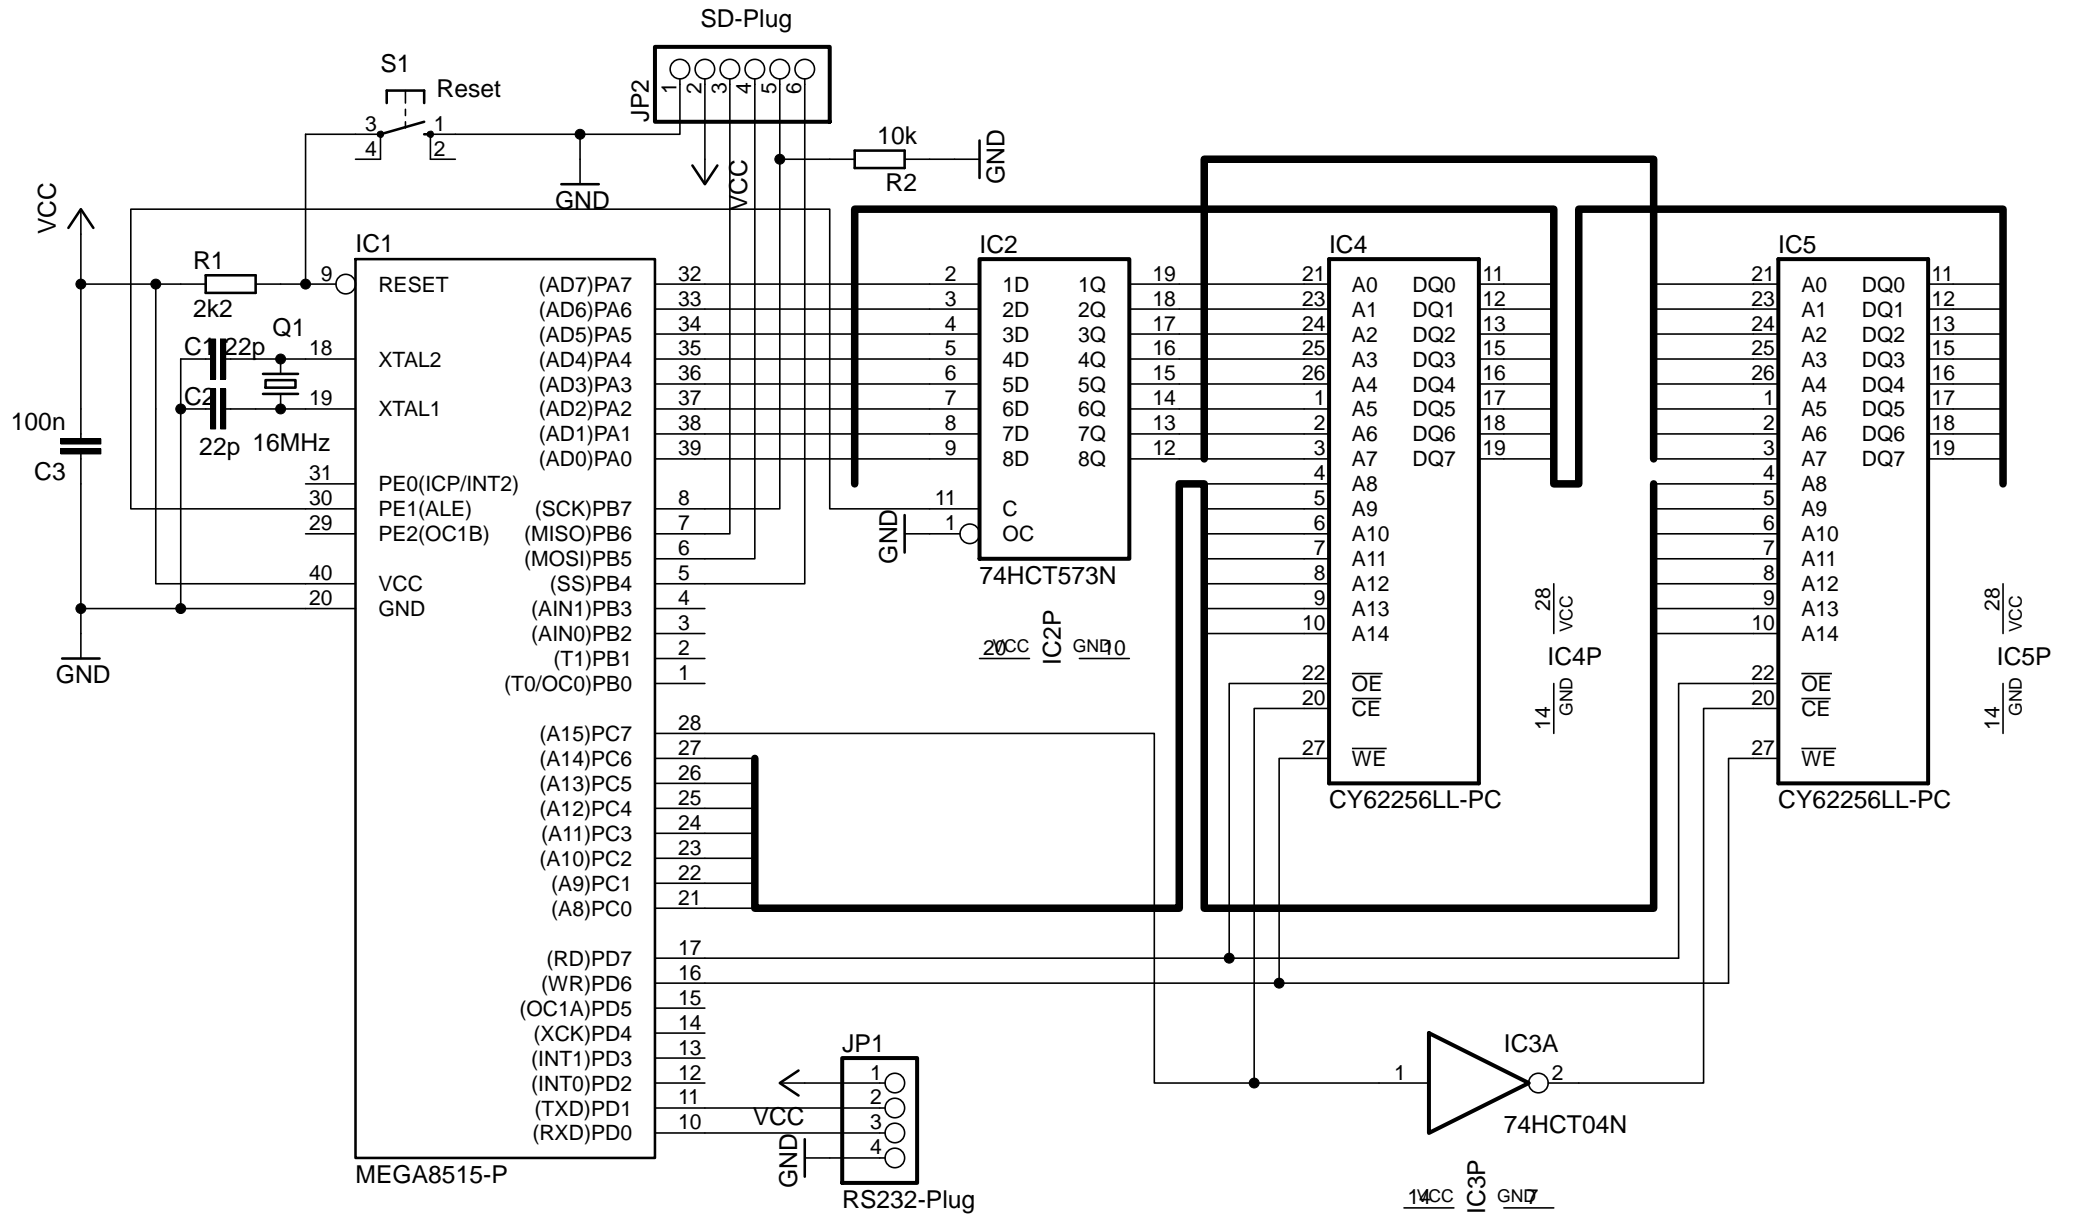 SD-Plug
JP2
1 2 3 4 5 6
VCC
S1
Reset
3 1
4 2
GND
10k
R2
GND
VCC
R1
2k2
C1 22p
C2
22p
Q1
16MHz
100n
C3
GND
IC1
9 RESET
18 XTAL2
19 XTAL1
31 PE0(ICP/INT2)
30 PE1(ALE)
29 PE2(OC1B)
40 VCC
20 GND
(AD7)PA7 32
(AD6)PA6 33
(AD5)PA5 34
(AD4)PA4 35
(AD3)PA3 36
(AD2)PA2 37
(AD1)PA1 38
(AD0)PA0 39
(SCK)PB7 8
(MISO)PB6 7
(MOSI)PB5 6
(SS)PB4 5
(AIN1)PB3 4
(AIN0)PB2 3
(T1)PB1 2
(T0/OC0)PB0 1
(A15)PC7 28
(A14)PC6 27
(A13)PC5 26
(A12)PC4 25
(A11)PC3 24
(A10)PC2 23
(A9)PC1 22
(A8)PC0 21
(RD)PD7 17
(WR)PD6 16
(OC1A)PD5 15
(XCK)PD4 14
(INT1)PD3 13
(INT0)PD2 12
(TXD)PD1 11
(RXD)PD0 10
MEGA8515-P
JP1
1
2
3
4
VCC
GND
RS232-Plug
IC2
2 1D 1Q 19
3 2D 2Q 18
4 3D 3Q 17
5 4D 4Q 16
6 5D 5Q 15
7 6D 6Q 14
8 7D 7Q 13
9 8D 8Q 12
11 C
GND 1 OC
74HCT573N
20 VCC IC2P GND 10
IC4
21 A0 DQ0 11
23 A1 DQ1 12
24 A2 DQ2 13
25 A3 DQ3 15
26 A4 DQ4 16
1 A5 DQ5 17
2 A6 DQ6 18
3 A7 DQ7 19
4 A8
5 A9
6 A10
7 A11
8 A12
9 A13
10 A14
22 OE
20 CE
27 WE
CY62256LL-PC
28 VCC
IC4P
14 GND
IC5
21 A0 DQ0 11
23 A1 DQ1 12
24 A2 DQ2 13
25 A3 DQ3 15
26 A4 DQ4 16
1 A5 DQ5 17
2 A6 DQ6 18
3 A7 DQ7 19
4 A8
5 A9
6 A10
7 A11
8 A12
9 A13
10 A14
22 OE
20 CE
27 WE
CY62256LL-PC
28 VCC
IC5P
14 GND
IC3A
1 2
74HCT04N
14 VCC IC3P GND 7